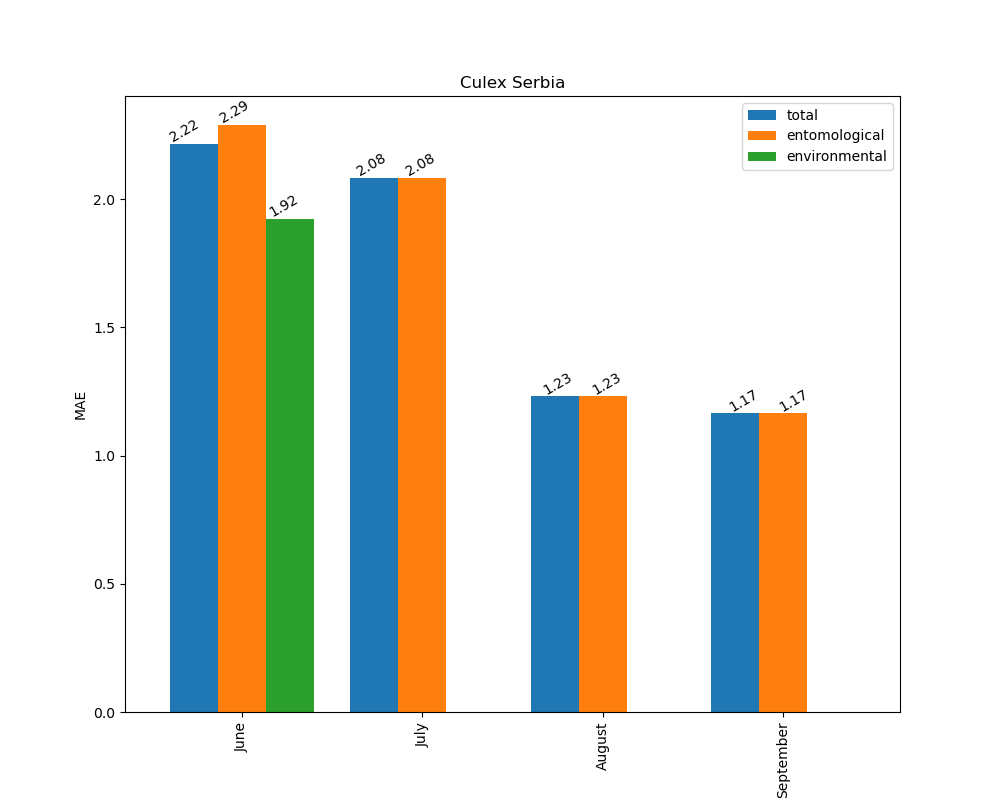 Culex Serbia
total
entomological
environmental
2.22
2.29
1.92
2.08
2.08
1.23
1.23
1.17
1.17
MAE
2.0
1.5
1.0
0.5
0.0
June
July
August
September